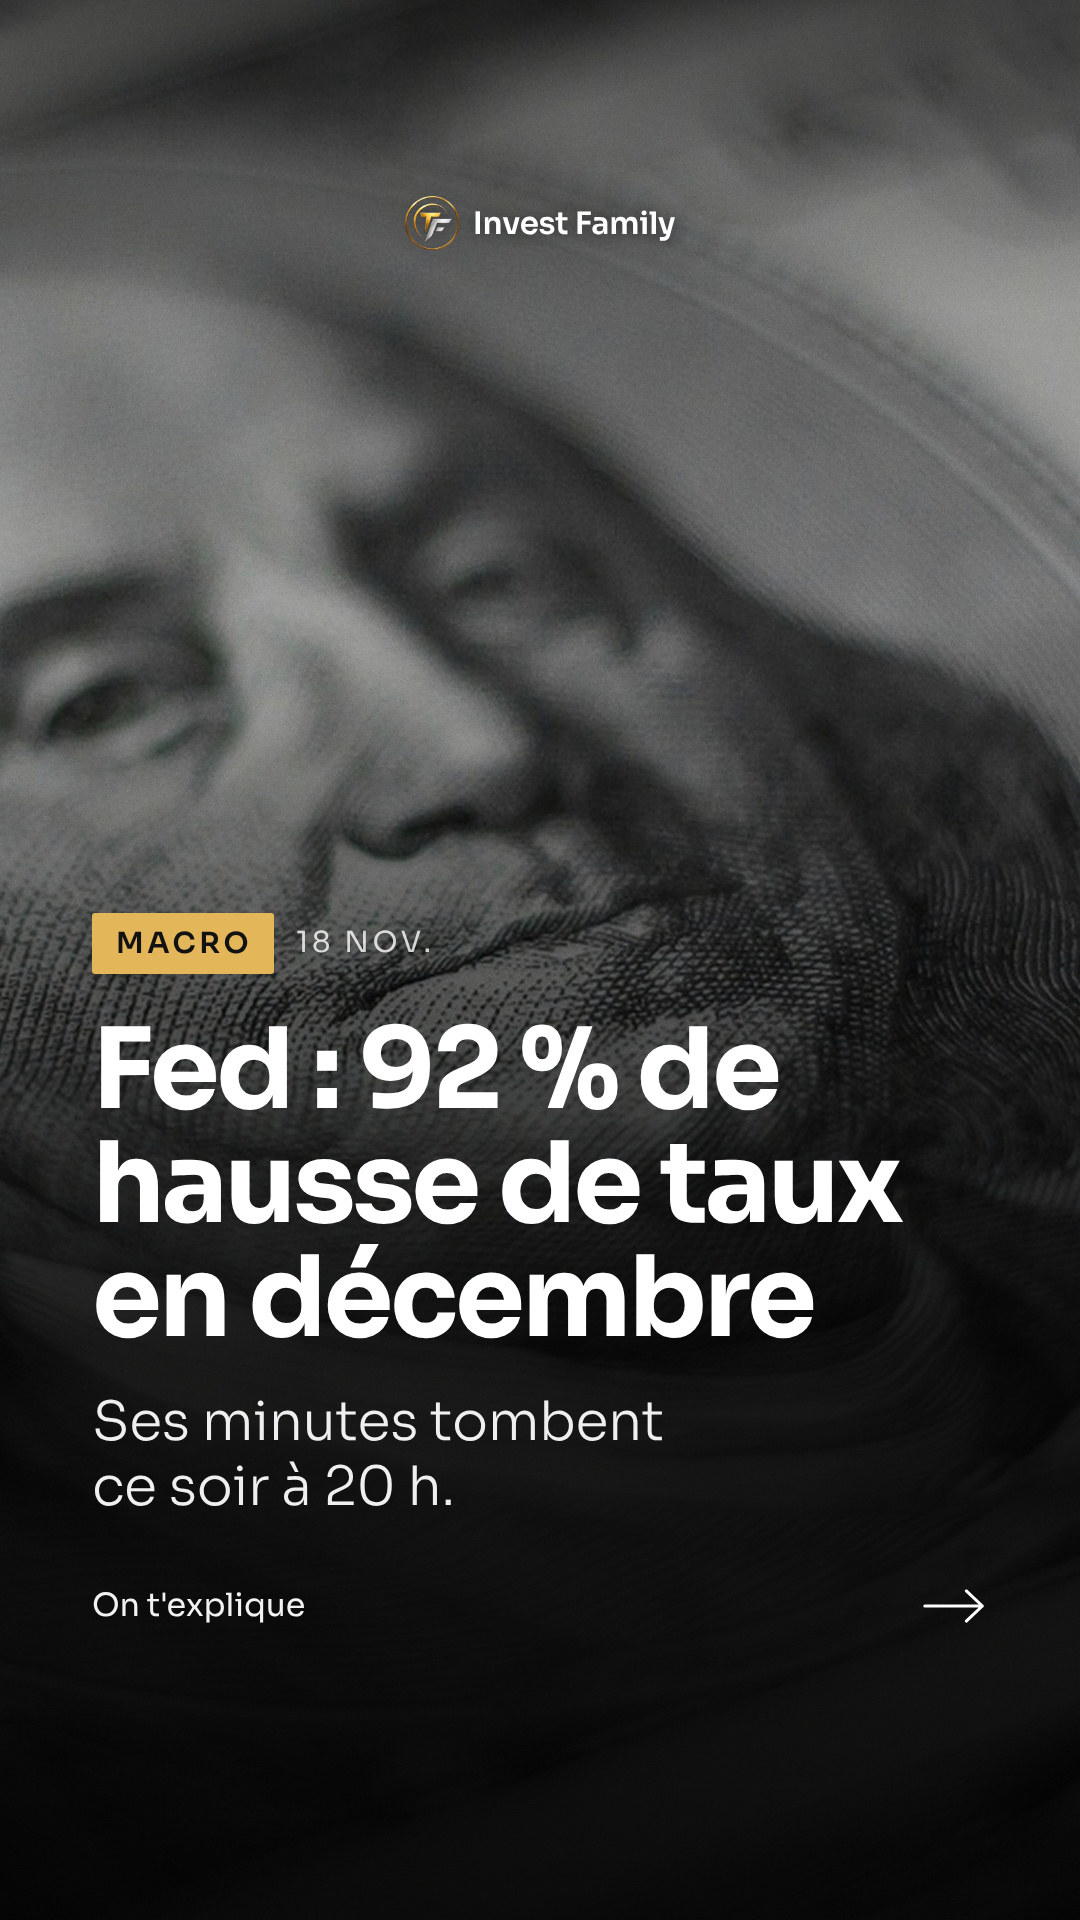 Invest Family
MACRO 18 NOV.
Fed : 92 % de
hausse de taux
en décembre
Ses minutes tombent
ce soir à 20 h.
On t'explique